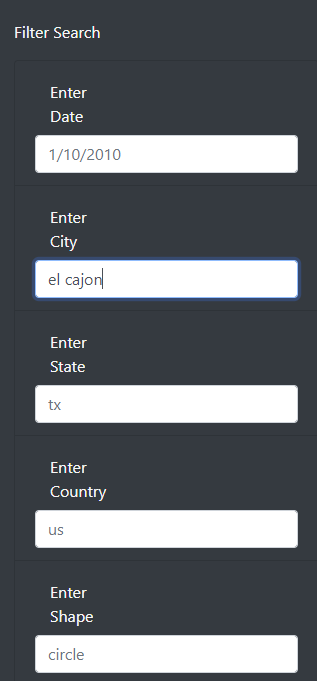 Filter Search
Enter
Date
1/10/2010
Enter
City
el cajon
Enter
State
tx
Enter
Country
us
Enter
Shape
circle